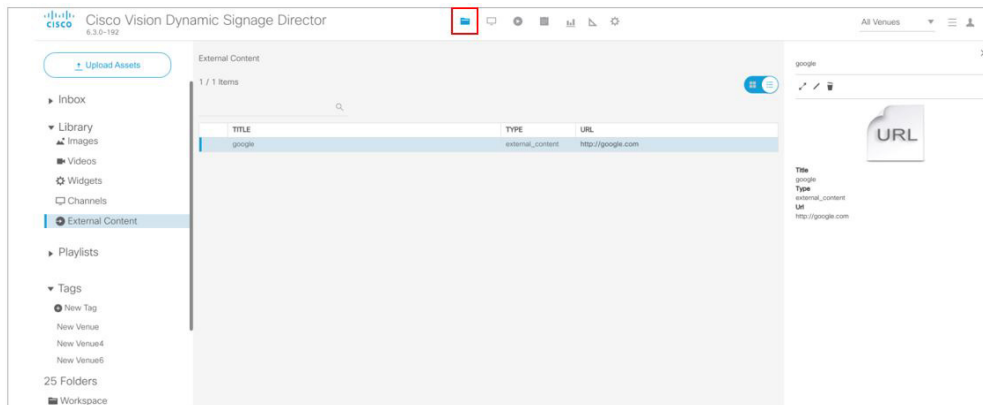 CISCO
Cisco Vision Dynamic Signage Director
6.3.0-192
All Venues
Upload Assets
Inbox
Library
Images
Videos
Widgets
Channels
External Content
Playlists
Tags
New Tag
New Venue
New Venue4
New Venue6
25 Folders
Workspace
External Content
1 / 1 Items
TITLE TYPE URL
google external_content http://google.com
google
URL
Title
google
Type
external_content
Url
http://google.com